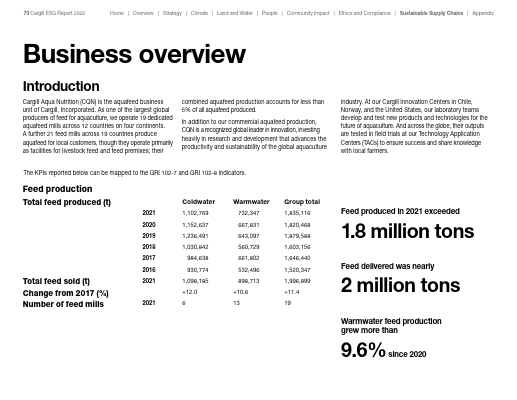 73 Cargill ESG Report 2022
Home | Overview | Strategy | Climate | Land and Water | People | Community Impact | Ethics and Compliance | Sustainable Supply Chains | Appendix
Business overview
Introduction
Cargill Aqua Nutrition (CQN) is the aquafeed business
unit of Cargill, Incorporated. As one of the largest global
producers of feed for aquaculture, we operate 19 dedicated
aquafeed mills across 12 countries on four continents.
A further 21 feed mills across 19 countries produce
aquafeed for local customers, though they operate primarily
as facilities for livestock feed and feed premixes; their
combined aquafeed production accounts for less than
5% of all aquafeed produced.
In addition to our commercial aquafeed production,
CQN is a recognized global leader in innovation, investing
heavily in research and development that advances the
productivity and sustainability of the global aquaculture
industry. At our Cargill Innovation Centers in Chile,
Norway, and the United States, our laboratory teams
develop and test new products and technologies for the
future of aquaculture. And across the globe, their outputs
are tested in field trials at our Technology Application
Centers (TACs) to ensure success and share knowledge
with local farmers.
The KPIs reported below can be mapped to the GRI 102-7 and GRI 102-8 indicators.
Feed production
Total feed produced (t) Coldwater Warmwater Group total
2021 1,102,769 732,347 1,835,116
2020 1,152,637 667,831 1,820,468
2019 1,236,491 643,097 1,879,588
2018 1,030,842 560,729 1,603,156
2017 984,638 661,802 1,646,440
2016 930,774 532,496 1,520,347
Total feed sold (t) 2021 1,098,185 898,713 1,996,899
Change from 2017 (%) +12.0 +10.6 +11.4
Number of feed mills 2021 6 13 19
Feed produced in 2021 exceeded
1.8 million tons
Feed delivered was nearly
2 million tons
Warmwater feed production
grew more than
9.6% since 2020